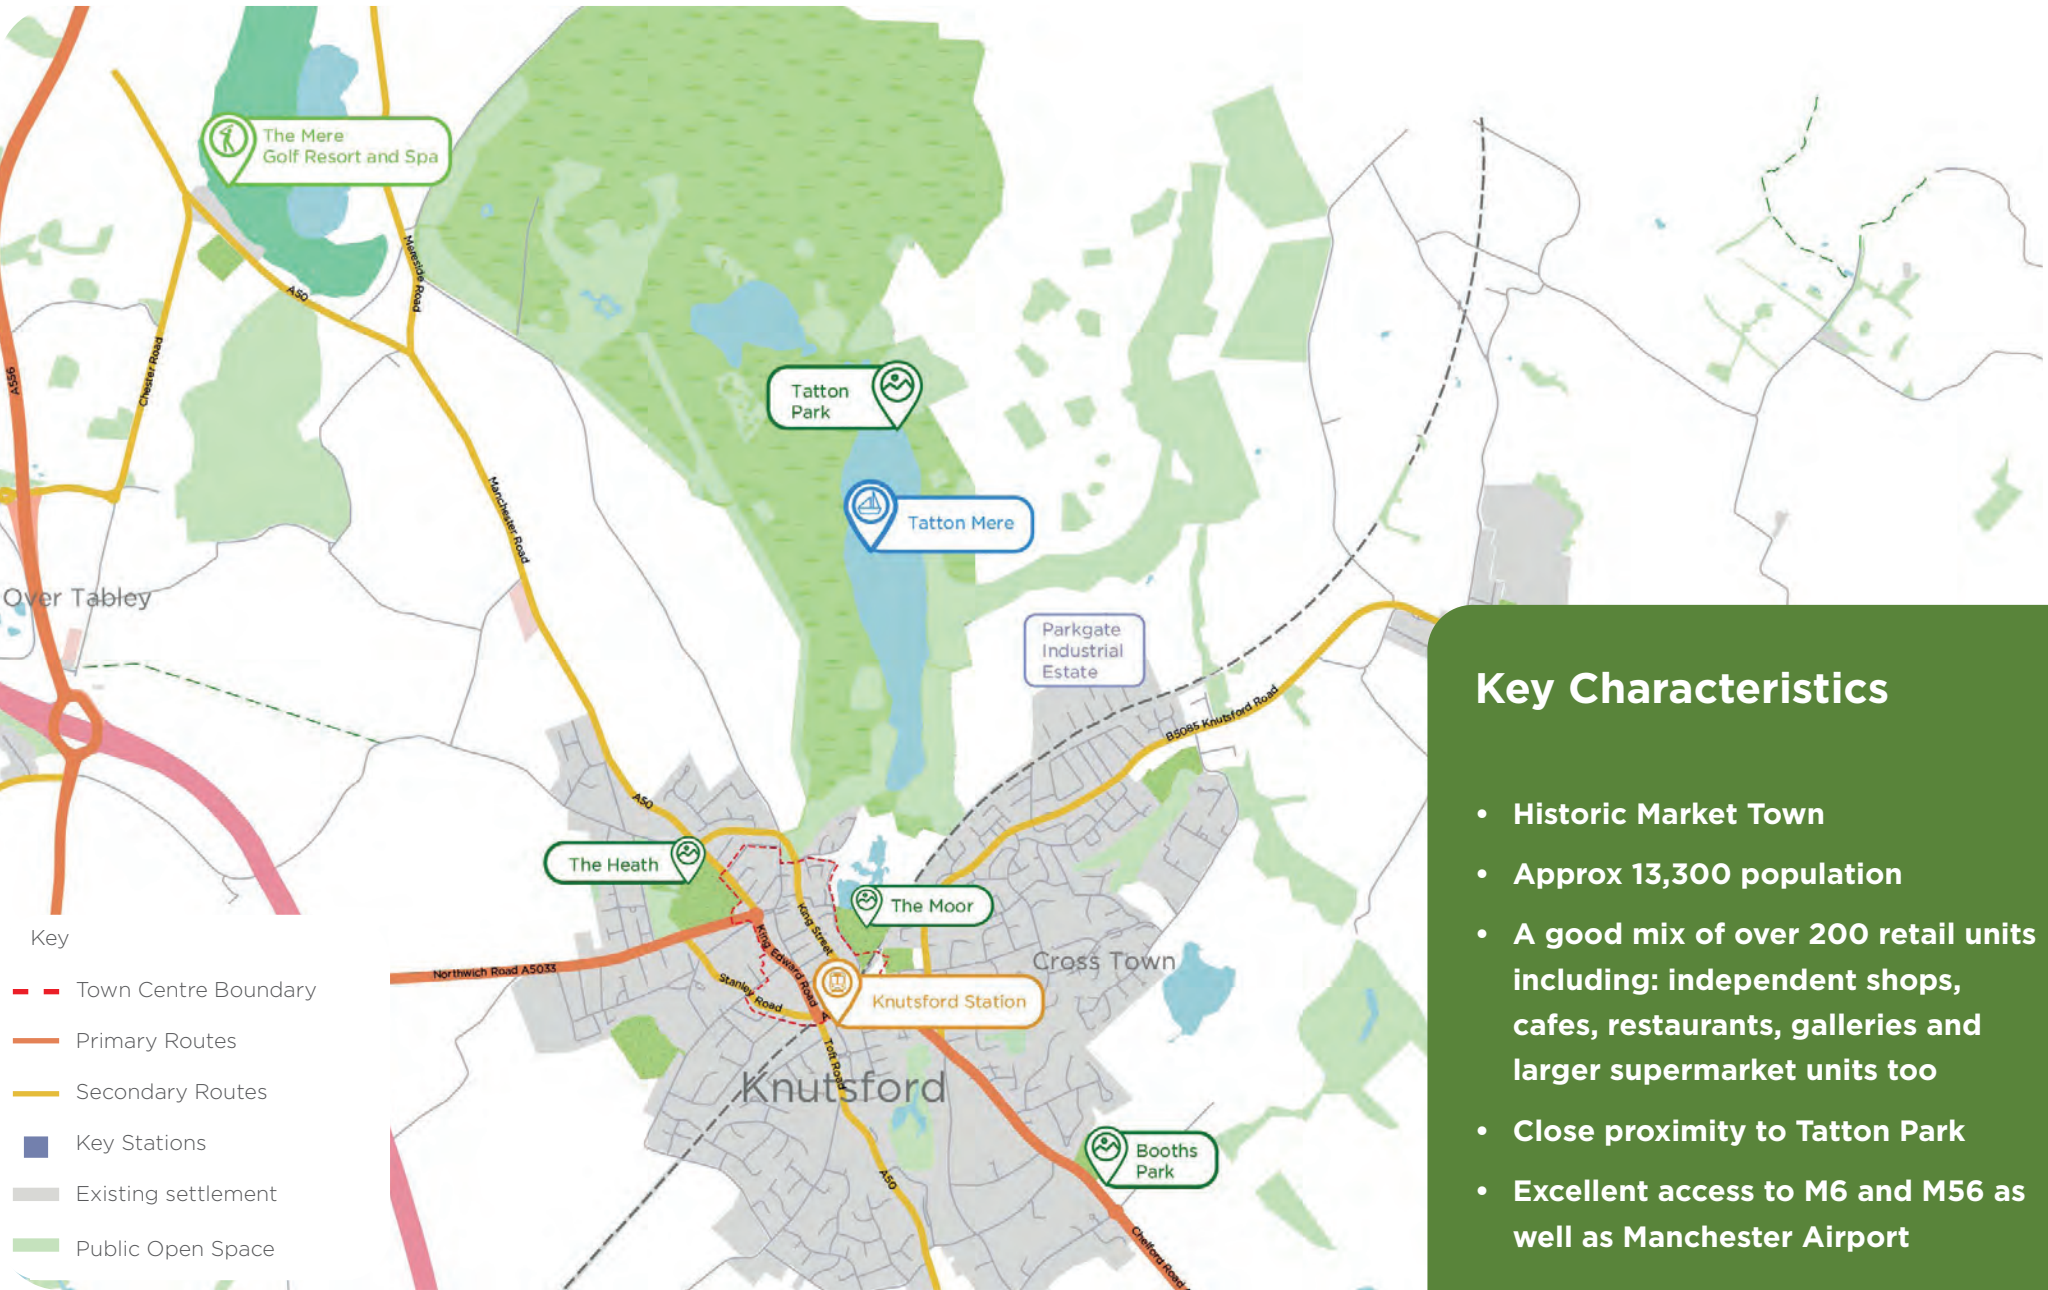 The Mere
Golf Resort and Spa
Mereside Road
A50
Chester Road
A556
Tatton
Park
Manchester Road
Tatton Mere
Over Tabley
Parkgate
Industrial
Estate
B5085 Knutsford Road
A50
The Heath
The Moor
King Street
King Edward Road
Northwich Road A5033
Stanley Road
Cross Town
Knutsford Station
Toft Road
Knutsford
A50
Booths
Park
Chelford Road
Key
Town Centre Boundary
Primary Routes
Secondary Routes
Key Stations
Existing settlement
Public Open Space
Key Characteristics
• Historic Market Town
• Approx 13,300 population
• A good mix of over 200 retail units
including: independent shops,
cafes, restaurants, galleries and
larger supermarket units too
• Close proximity to Tatton Park
• Excellent access to M6 and M56 as
well as Manchester Airport